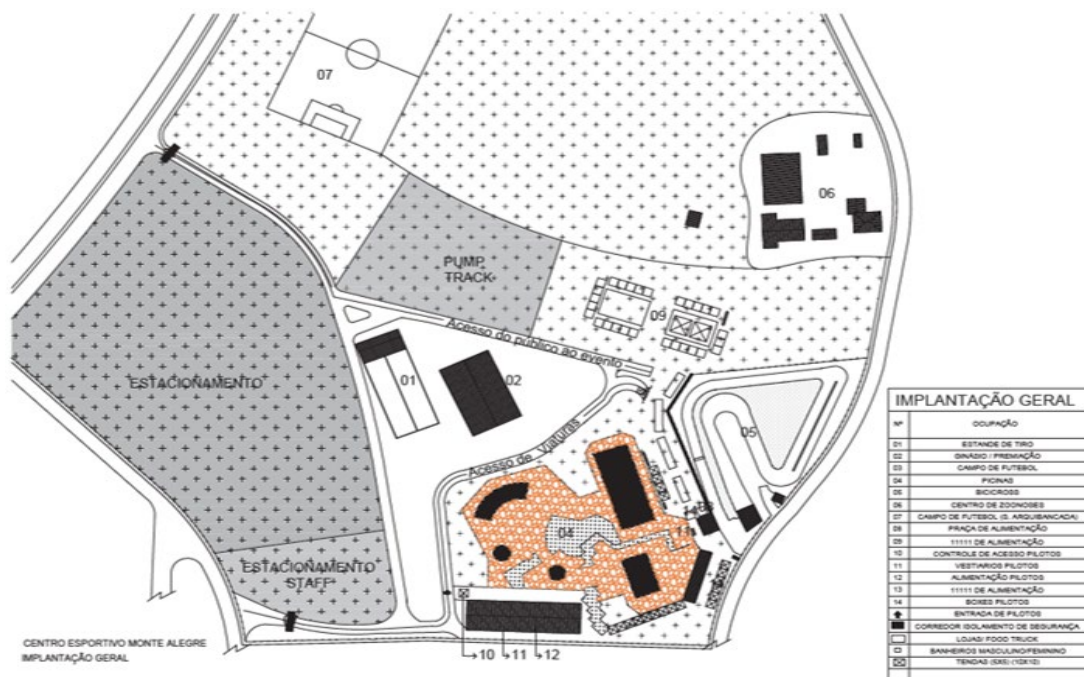 07
06
PUMP
TRACK
09
Acesso do público ao evento
ESTACIONAMENTO
01
02
05
Acesso de Viaturas
04
ESTACIONAMENTO
STAFF
10
11
12
CENTRO ESPORTIVO MONTE ALEGRE
IMPLANTAÇÃO GERAL
IMPLANTAÇÃO GERAL
Nº OCUPAÇÃO
01 ESTANDE DE TIRO
02 GINÁSIO / PREMIAÇÃO
03 CAMPO DE FUTEBOL
04 PICINAS
05 BICICROSS
06 CENTRO DE ZOONOSES
07 CAMPO DE FUTEBOL (S. ARQUIBANCADA)
08 PRAÇA DE ALIMENTAÇÃO
09 11111 DE ALIMENTAÇÃO
10 CONTROLE DE ACESSO PILOTOS
11 VESTIARIOS PILOTOS
12 ALIMENTAÇÃO PILOTOS
13 11111 DE ALIMENTAÇÃO
14 BOXES PILOTOS
ENTRADA DE PILOTOS
CORREDOR ISOLAMENTO DE SEGURANÇA
LOJAS/ FOOD TRUCK
BANHEIROS MASCULINO/FEMININO
TENDAS (5X5) (10X10)